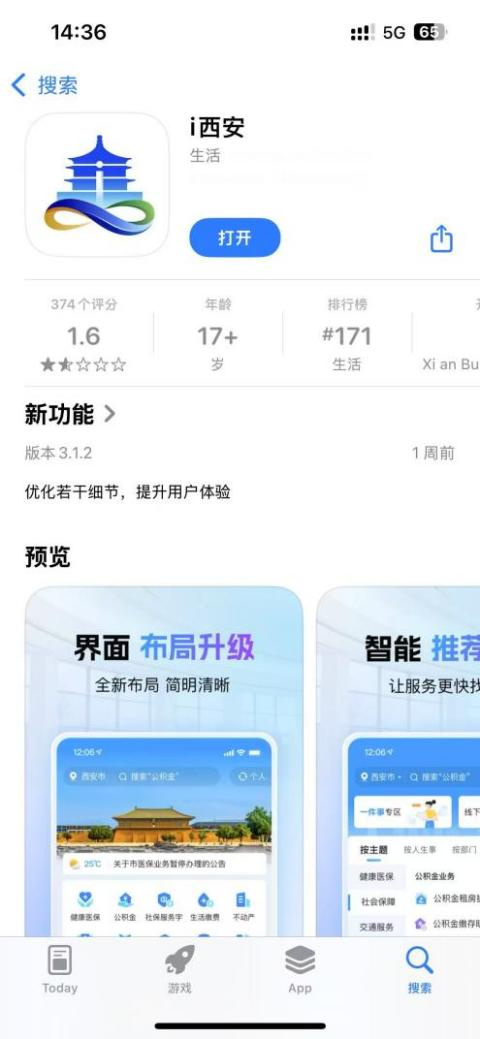 14:36
5G
65
搜索
i西安
生活
打开
374个评分
年龄
排行榜
1.6
17+
#171
岁
生活
Xi an Bu
新功能
版本 3.1.2
1 周前
优化若干细节，提升用户体验
预览
界面 布局升级
全新布局 简明清晰
12:06
西安市
搜索“公积金”
个人
25℃
关于市医保业务暂停办理的公告
健康医保
公积金
社保服务字
生活缴费
不动产
智能 推荐
让服务更快找
12:06
西安市
搜索“公积金”
一件事专区
线下
按主题
按人生事
按部门
健康医保
公积金业务
社会保障
公积金租房
交通服务
公积金缴存
Today
游戏
App
搜索